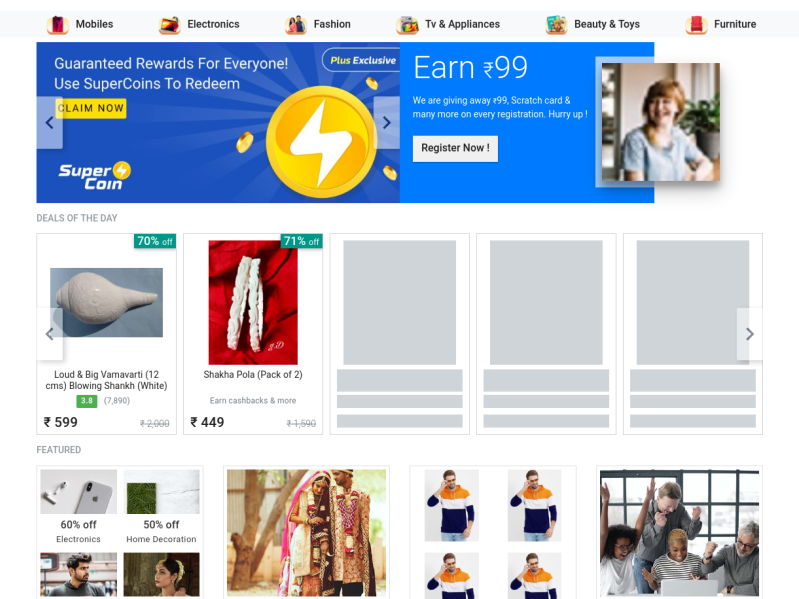 Mobiles
Electronics
Fashion
Tv & Appliances
Beauty & Toys
Furniture
Guaranteed Rewards For Everyone!
Use SuperCoins To Redeem
Plus Exclusive
CLAIM NOW
Super
Coin
Earn ₹99
We are giving away ₹99, Scratch card &
many more on every registration. Hurry up !
Register Now !
DEALS OF THE DAY
70% off
Loud & Big Vamavarti (12
cms) Blowing Shankh (White)
3.8 (7,890)
₹ 599 ₹ 2,000
71% off
Shakha Pola (Pack of 2)
Earn cashbacks & more
₹ 449 ₹ 1,590
FEATURED
60% off
Electronics
50% off
Home Decoration